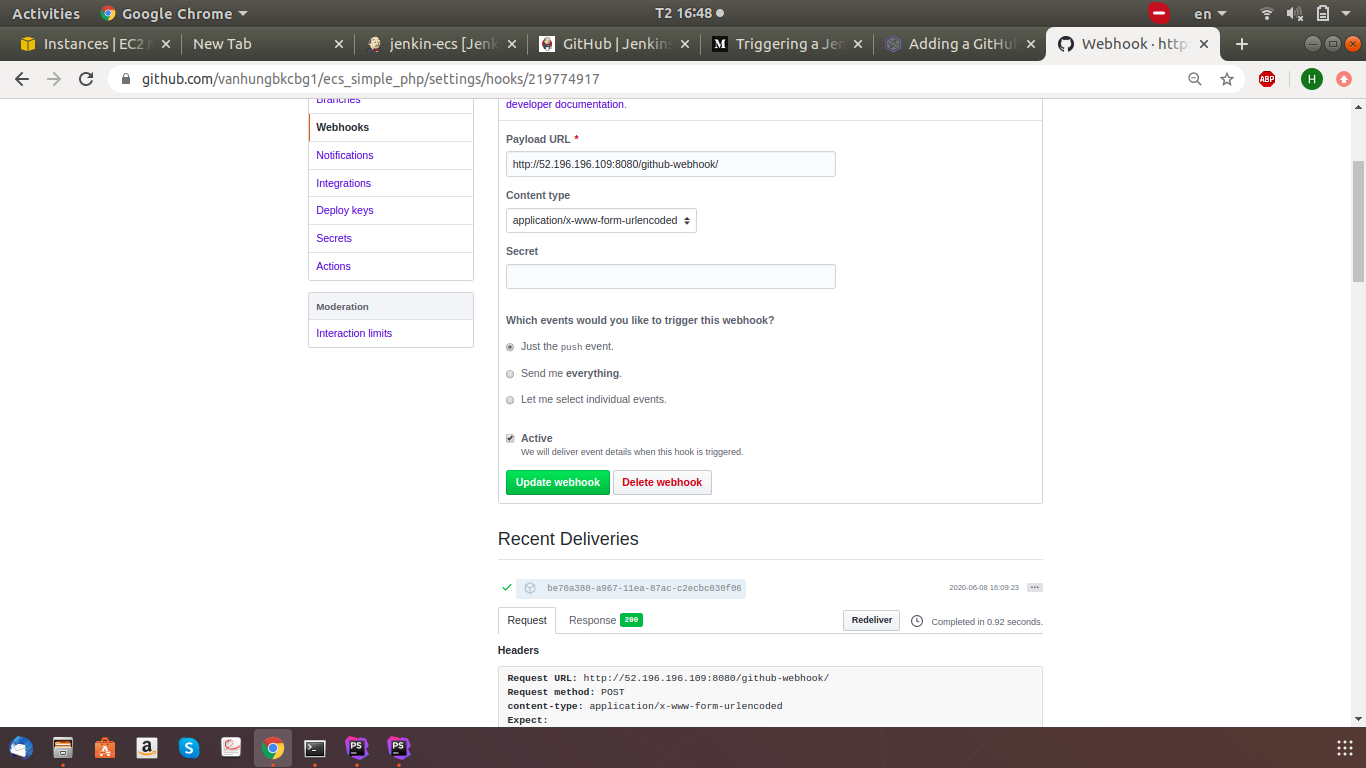 Activities Google Chrome T2 16:48 en
Instances | EC2 M New Tab jenkin-ecs [Jenk GitHub | Jenkins Triggering a Jen Adding a GitHub Webhook · http:
github.com/vanhungbkcbg1/ecs_simple_php/settings/hooks/219774917 ABP H
Branches
Webhooks
Notifications
Integrations
Deploy keys
Secrets
Actions
Moderation
Interaction limits
developer documentation.
Payload URL *
http://52.196.196.109:8080/github-webhook/
Content type
application/x-www-form-urlencoded
Secret
Which events would you like to trigger this webhook?
Just the push event.
Send me everything.
Let me select individual events.
Active
We will deliver event details when this hook is triggered.
Update webhook Delete webhook
Recent Deliveries
be70a380-a967-11ea-87ac-c2ecbc030f06 2020-06-08 16:09:23
Request Response 200 Redeliver Completed in 0.92 seconds.
Headers
Request URL: http://52.196.196.109:8080/github-webhook/
Request method: POST
content-type: application/x-www-form-urlencoded
Expect: